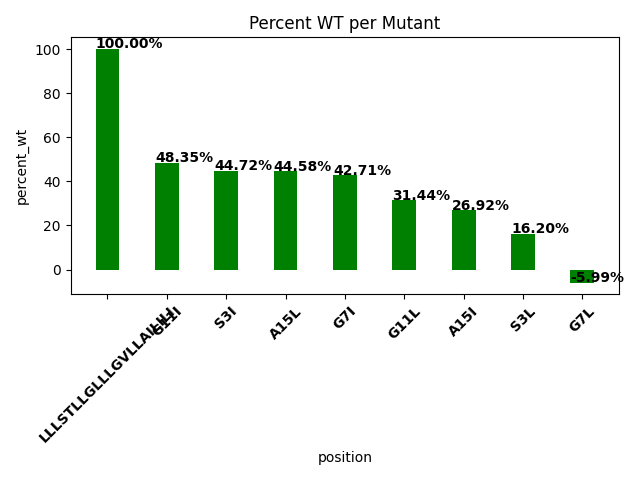 Percent WT per Mutant
percent_wt
100
80
60
40
20
0
100.00%
48.35%
44.72%
44.58%
42.71%
31.44%
26.92%
16.20%
-5.99%
G11I
S3I
A15L
G7I
G11L
A15I
S3L
G7L
position